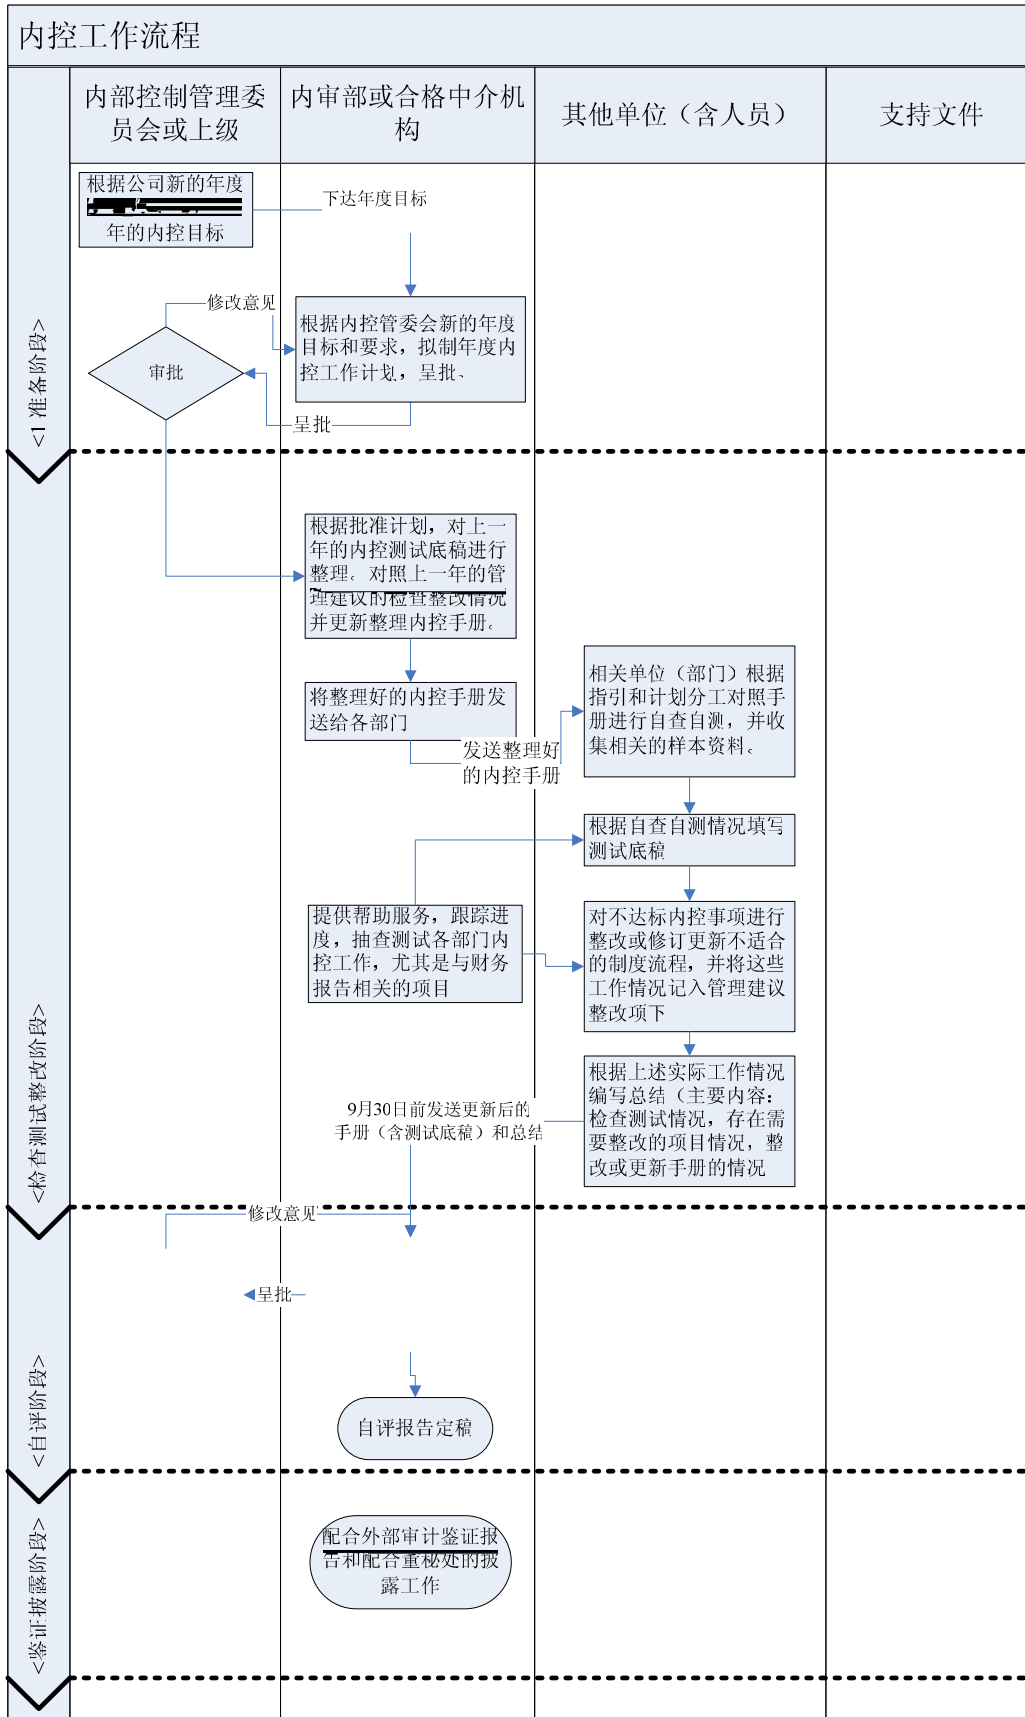 内控工作流程
内部控制管理委
员会或上级
内审部或合格中介机
构
其他单位（含人员）
支持文件
<1准备阶段>
根据公司新的年度
年的内控目标
下达年度目标
修改意见
根据内控管委会新的年度
目标和要求，拟制年度内
控工作计划，呈批、
审批
呈批
<检查测试整改阶段>
根据批准计划，对上一
年的内控测试底稿进行
整理。对照上一年的管
理建议的检查整改情况
并更新整理内控手册。
将整理好的内控手册发
送给各部门
发送整理好
的内控手册
相关单位（部门）根据
指引和计划分工对照手
册进行自查自测，并收
集相关的样本资料。
根据自查自测情况填写
测试底稿
提供帮助服务，跟踪进
度，抽查测试各部门内
控工作，尤其是与财务
报告相关的项目
对不达标内控事项进行
整改或修订更新不适合
的制度流程，并将这些
工作情况记入管理建议
整改项下
根据上述实际工作情况
编写总结（主要内容：
检查测试情况，存在需
要整改的项目情况，整
改或更新手册的情况
9月30日前发送更新后的
手册（含测试底稿）和总结
<自评阶段>
修改意见
呈批
自评报告定稿
<鉴证披露阶段>
配合外部审计鉴证报
告和配合董秘处的披
露工作